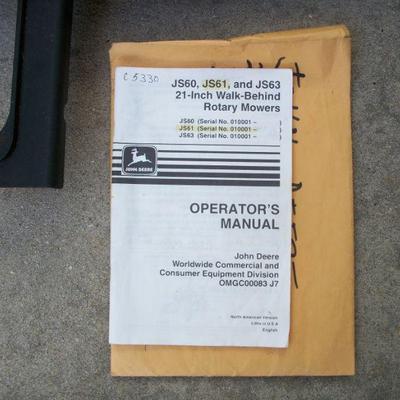 C5330
JS60, JS61, and JS63
21-Inch Walk-Behind
Rotary Mowers
JS60 (Serial No. 010001 -      )
JS61 (Serial No. 010001 -      )
JS63 (Serial No. 010001 -      )
JOHN DEERE
OPERATOR'S
MANUAL
John Deere
Worldwide Commercial and
Consumer Equipment Division
OMGC00083 J7
North American Version
Litho in U.S.A.
English